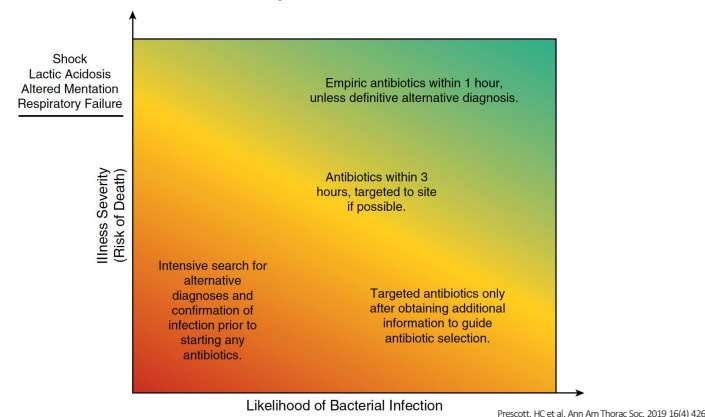 Shock
Lactic Acidosis
Altered Mentation
Respiratory Failure
Illness Severity
(Risk of Death)
Empiric antibiotics within 1 hour,
unless definitive alternative diagnosis.
Antibiotics within 3
hours, targeted to site
if possible.
Intensive search for
alternative
diagnoses and
confirmation of
infection prior to
starting any
antibiotics.
Targeted antibiotics only
after obtaining additional
information to guide
antibiotic selection.
Likelihood of Bacterial Infection
Prescott, HC et al. Ann Am Thorac Soc. 2019 16(4) 426